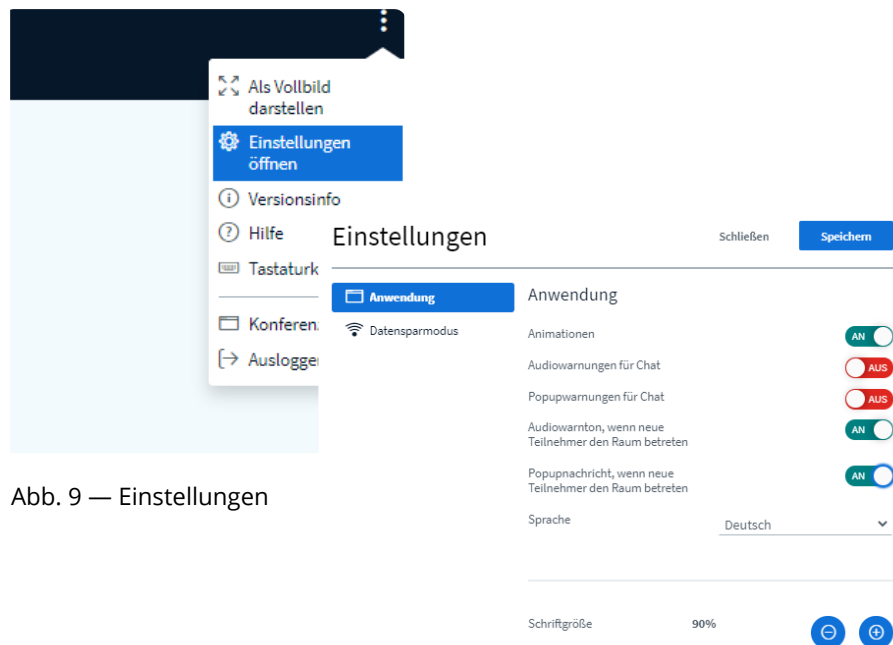 Als Vollbild
darstellen
Einstellungen
öffnen
Versionsinfo
Hilfe
Tastaturk
Konferen
Auslogge
Abb. 9 — Einstellungen
Einstellungen
Schließen
Speichern
Anwendung
Datensparmodus
Anwendung
Animationen
AN
Audiowarnungen für Chat
AUS
Popupwarnungen für Chat
AUS
Audiowarnton, wenn neue
Teilnehmer den Raum betreten
AN
Popupnachricht, wenn neue
Teilnehmer den Raum betreten
AN
Sprache
Deutsch
Schriftgröße
90%